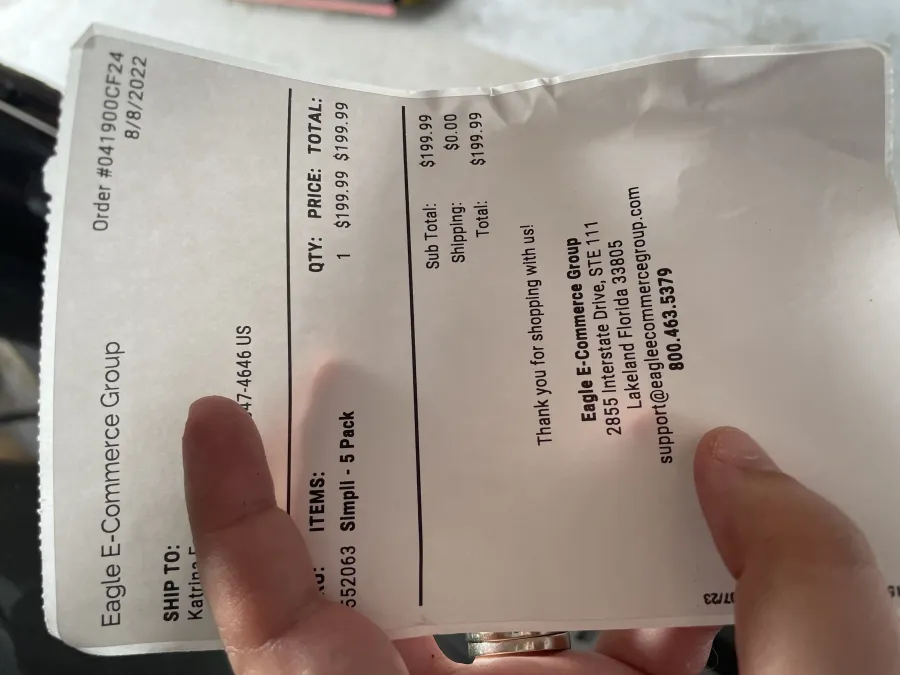 Eagle E-Commerce Group
Order #041900CF24
8/8/2022
SHIP TO:
Katrina
47-4646 US
ITEMS: QTY: PRICE: TOTAL:
552063 SImpII - 5 Pack 1 $199.99 $199.99
Sub Total: $199.99
Shipping: $0.00
Total: $199.99
Thank you for shopping with us!
Eagle E-Commerce Group
2855 Interstate Drive, STE 111
Lakeland Florida 33805
support@eagleecommercegroup.com
800.463.5379